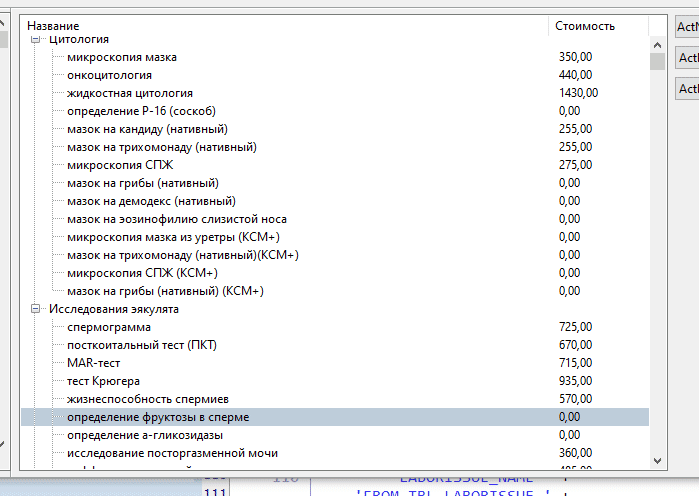 Название Стоимость ActN
Цитология
микроскопия мазка 350,00 Act
онкоцитология 440,00
жидкостная цитология 1430,00 Act
определение P-16 (соскоб) 0,00
мазок на кандиду (нативный) 255,00
мазок на трихомонаду (нативный) 255,00
микроскопия СПЖ 275,00
мазок на грибы (нативный) 0,00
мазок на демодекс (нативный) 0,00
мазок на эозинофилию слизистой носа 0,00
микроскопия мазка из уретры (КСМ+) 0,00
мазок на трихомонаду (нативный)(КСМ+) 0,00
микроскопия СПЖ (КСМ+) 0,00
мазок на грибы (нативный) (КСМ+) 0,00
Исследования эякулята
спермограмма 725,00
посткоитальный тест (ПКТ) 670,00
MAR-тест 715,00
тест Крюгера 935,00
жизнеспособность спермиев 570,00
определение фруктозы в сперме 0,00
определение а-гликозидазы 0,00
исследование посторгазменной мочи 360,00
485,00
110 LABORISSUE_NAME
111 'FROM TBL_LABORISSUE ' +